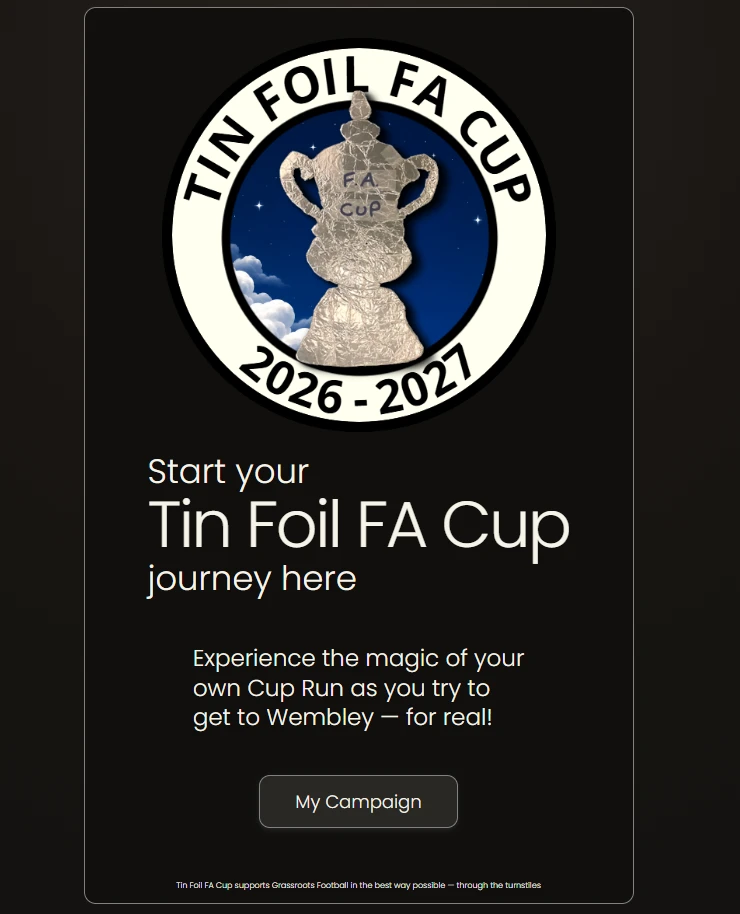 TIN FOIL FA CUP
F.A.
CUP
2026 - 2027
Start your
Tin Foil FA Cup
journey here
Experience the magic of your
own Cup Run as you try to
get to Wembley — for real!
My Campaign
Tin Foil FA Cup supports Grassroots Football in the best way possible — through the turnstiles